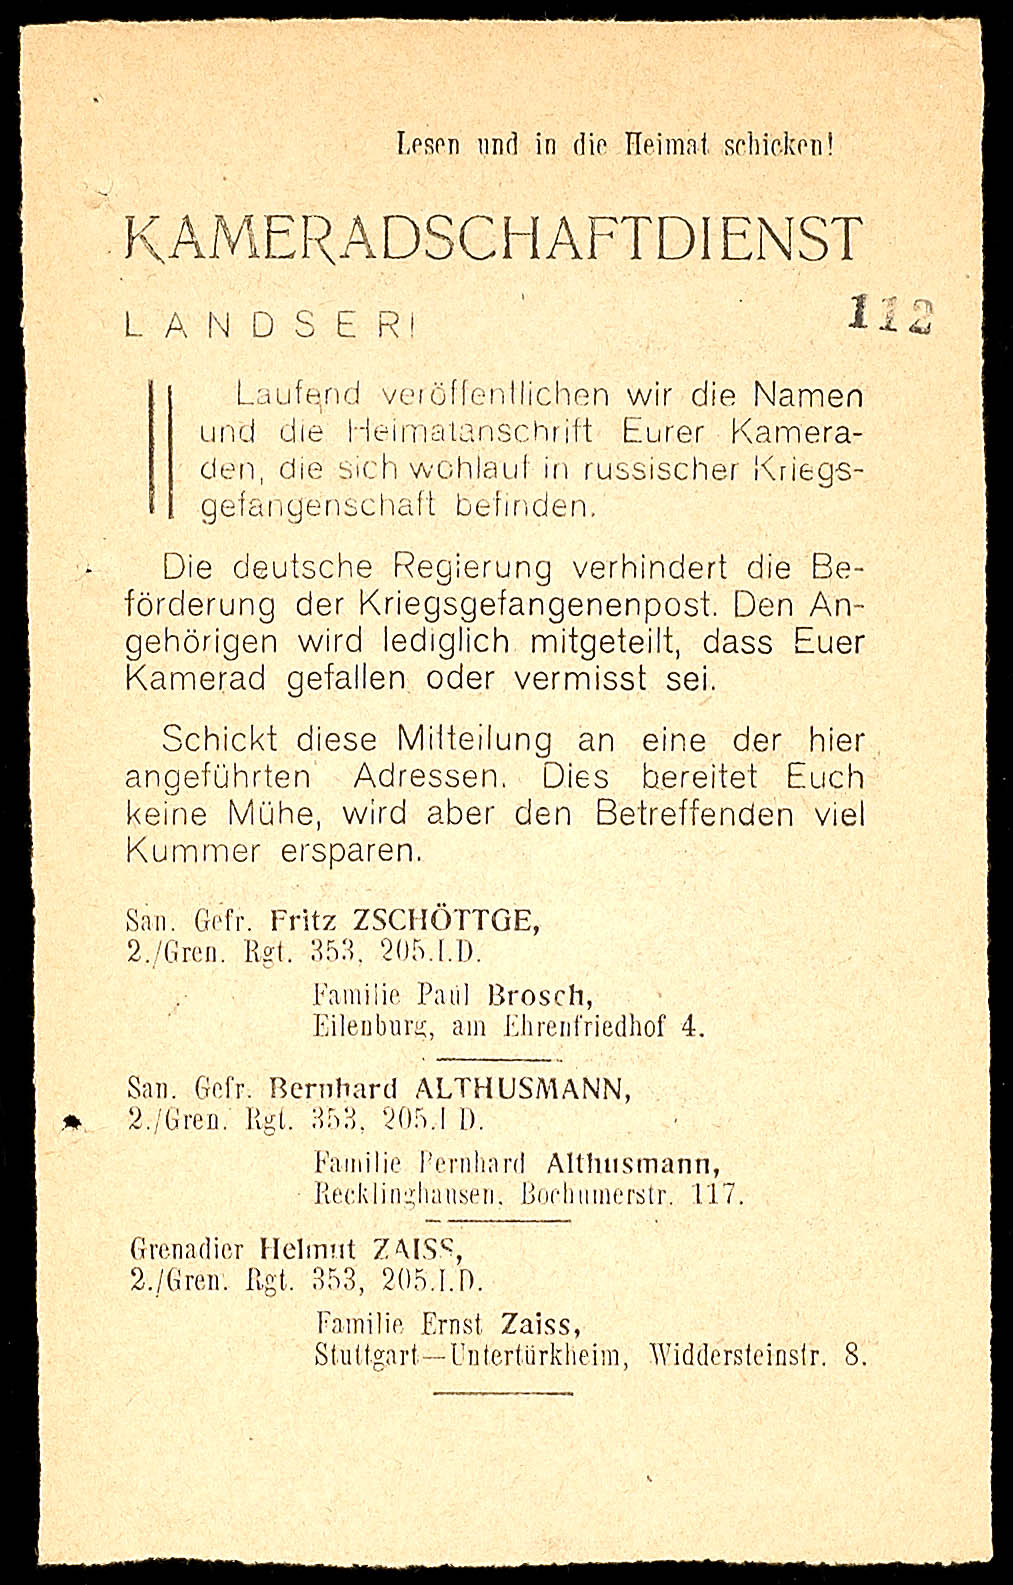 Lesen und in die Heimat schicken!
KAMERADSCHAFTDIENST
LANDSER!
112
Laufend veröffentlichen wir die Namen
und die Heimatanschrift Eurer Kamera-
den, die sich wohlauf in russischer Kriegs-
gefangenschaft befinden.
Die deutsche Regierung verhindert die Be-
förderung der Kriegsgefangenenpost. Den An-
gehörigen wird lediglich mitgeteilt, dass Euer
Kamerad gefallen oder vermisst sei.
Schickt diese Mitteilung an eine der hier
angeführten Adressen. Dies bereitet Euch
keine Mühe, wird aber den Betreffenden viel
Kummer ersparen.
San. Gefr. Fritz ZSCHÖTTGE,
2./Gren. Rgt. 353, 205.I.D.
Familie Paul Brosch,
Eilenburg, am Ehrenfriedhof 4.
San. Gefr. Bernhard ALTHUSMANN,
2./Gren. Rgt. 353, 205.I D.
Familie Bernhard Althusmann,
Recklinghausen, Bochumerstr. 117.
Grenadier Helmut ZAISS,
2./Gren. Rgt. 353, 205.I.D.
Familie Ernst Zaiss,
Stuttgart—Untertürkheim, Widdersteinstr. 8.